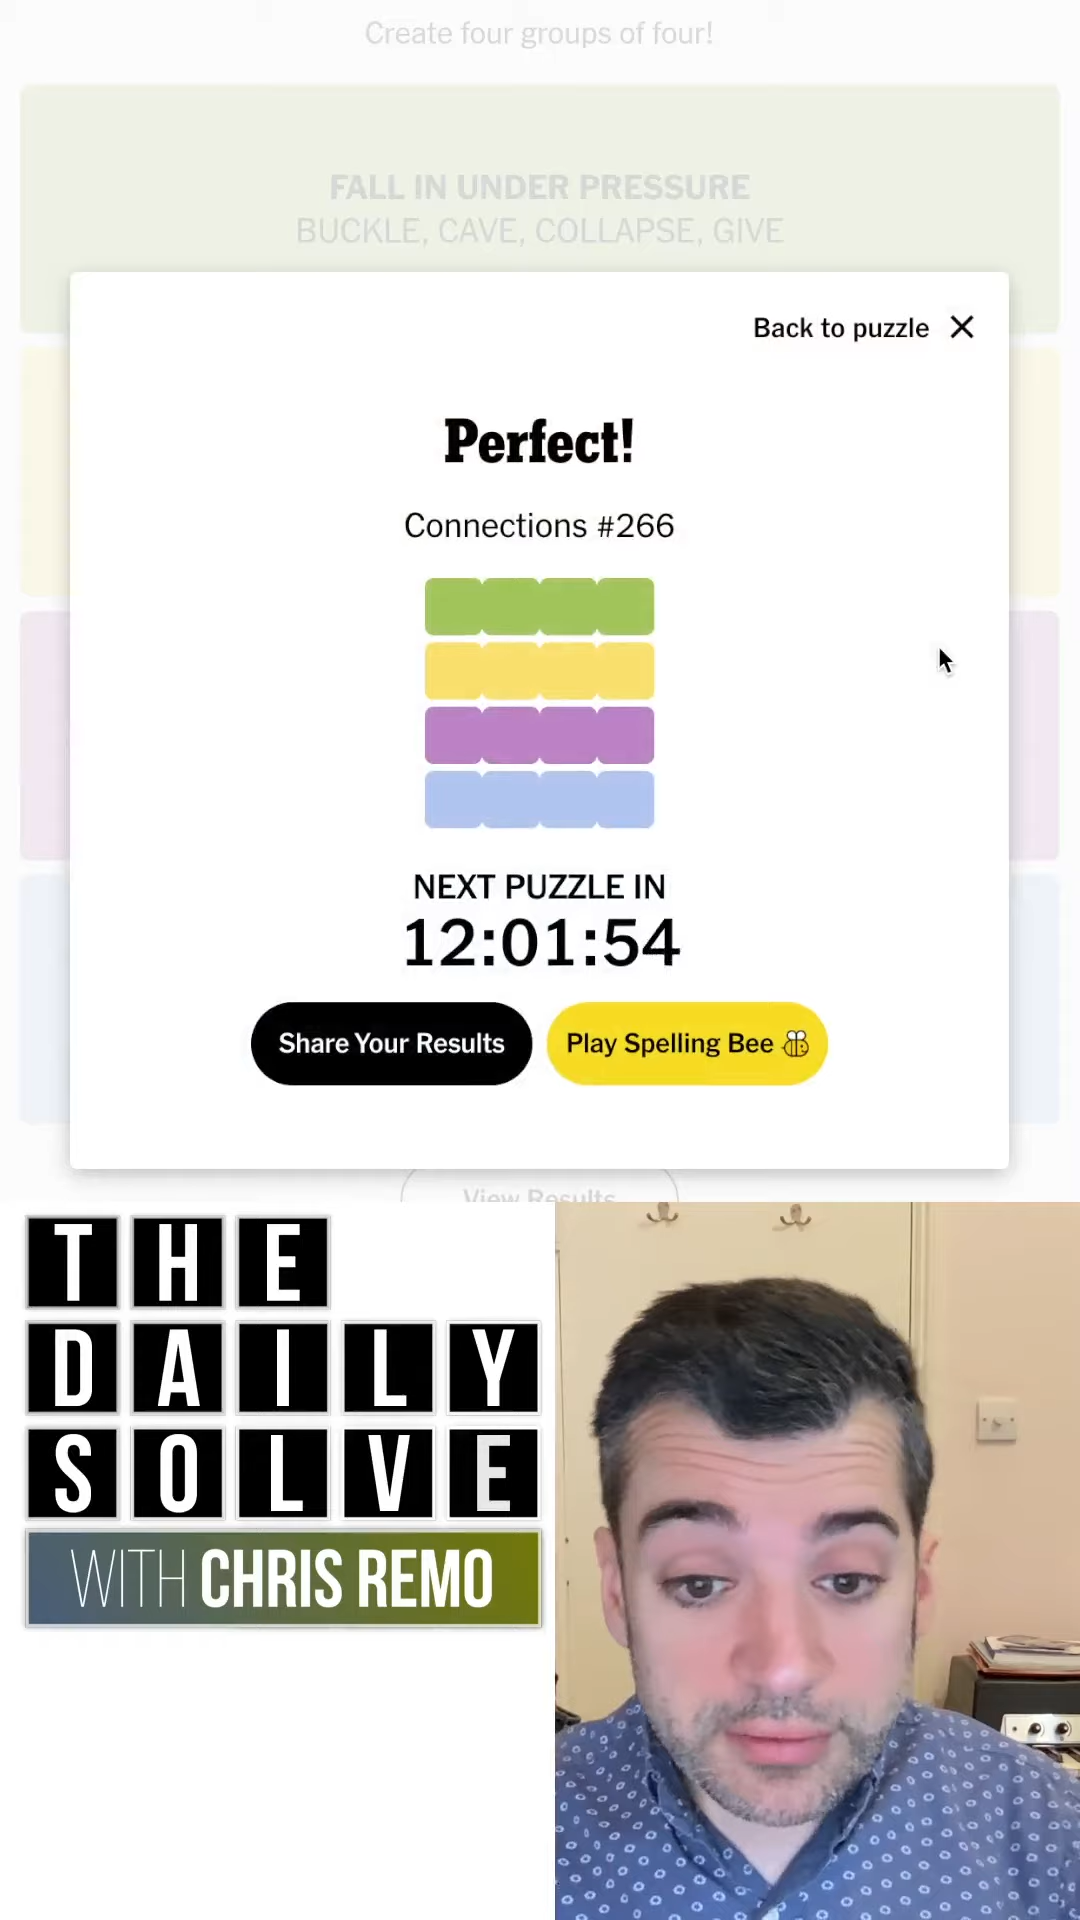 Create four groups of four!
FALL IN UNDER PRESSURE
BUCKLE, CAVE, COLLAPSE, GIVE
Back to puzzle
Perfect!
Connections #266
NEXT PUZZLE IN
12:01:54
Share Your Results
Play Spelling Bee
View Results
THE
DAILY
SOLVE
WITH CHRIS REMO